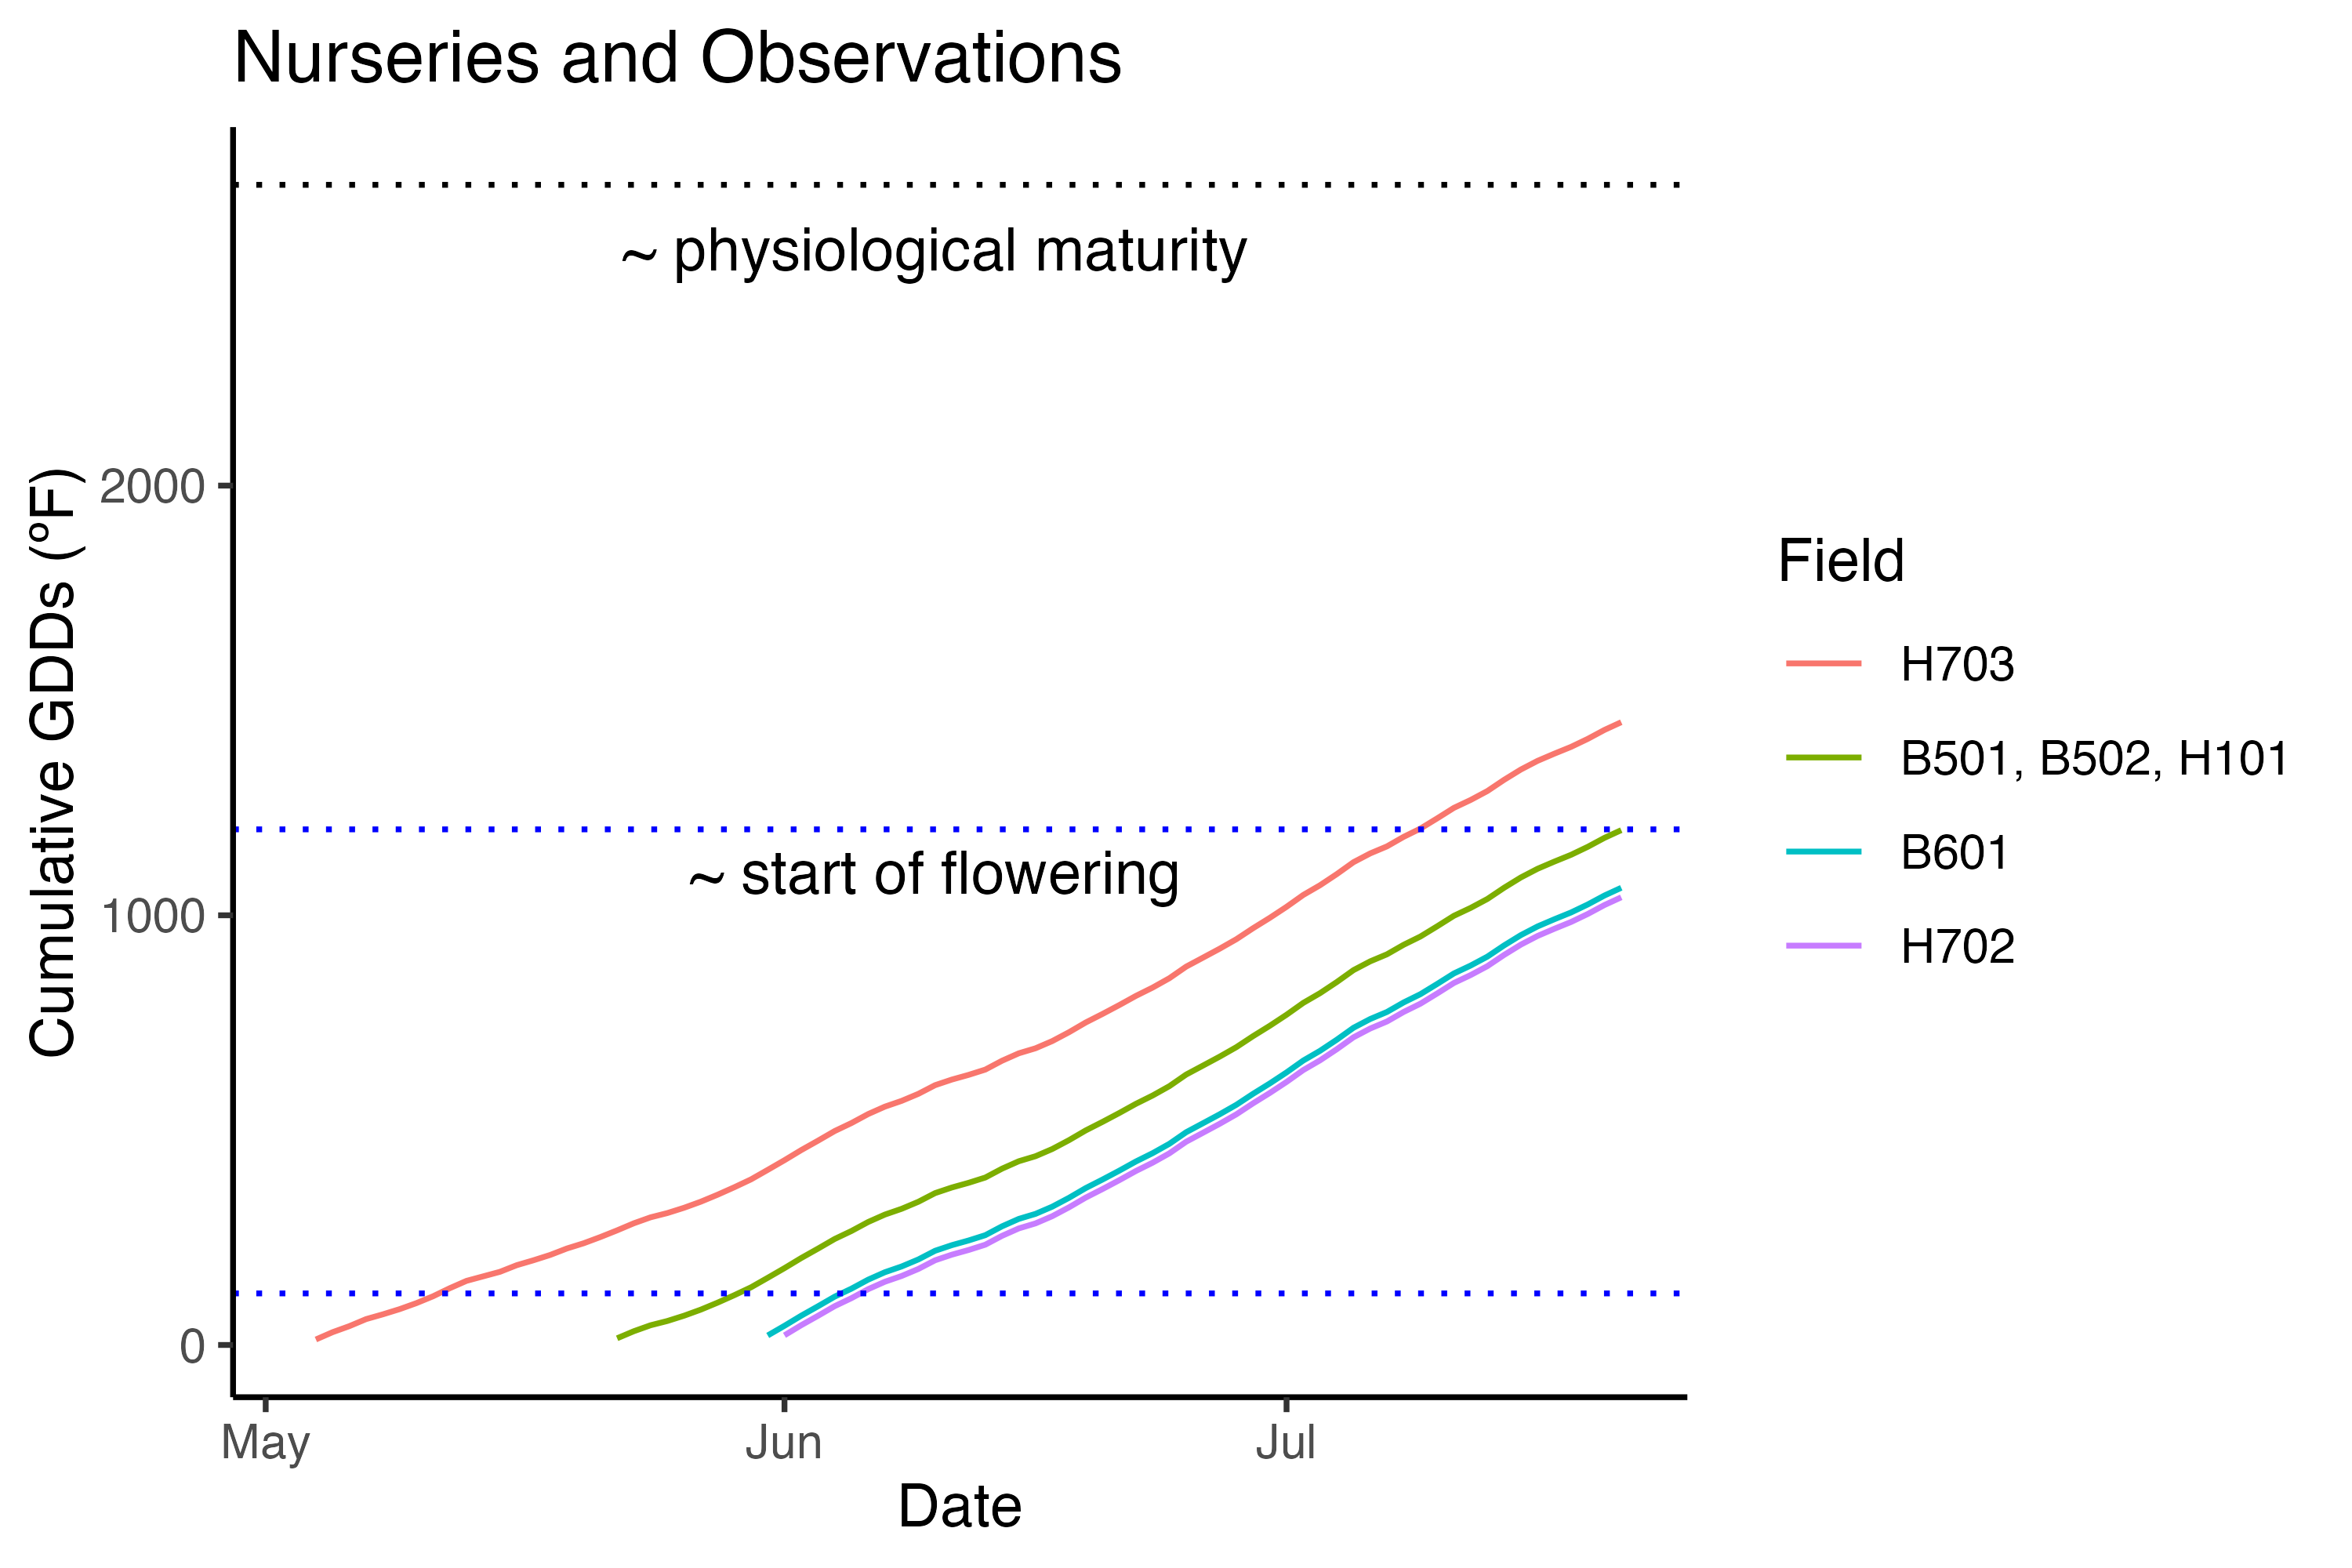 Nurseries and Observations
~ physiological maturity
~ start of flowering
Cumulative GDDs (ºF)
2000
1000
0
May
Jun
Jul
Date
Field
H703
B501, B502, H101
B601
H702